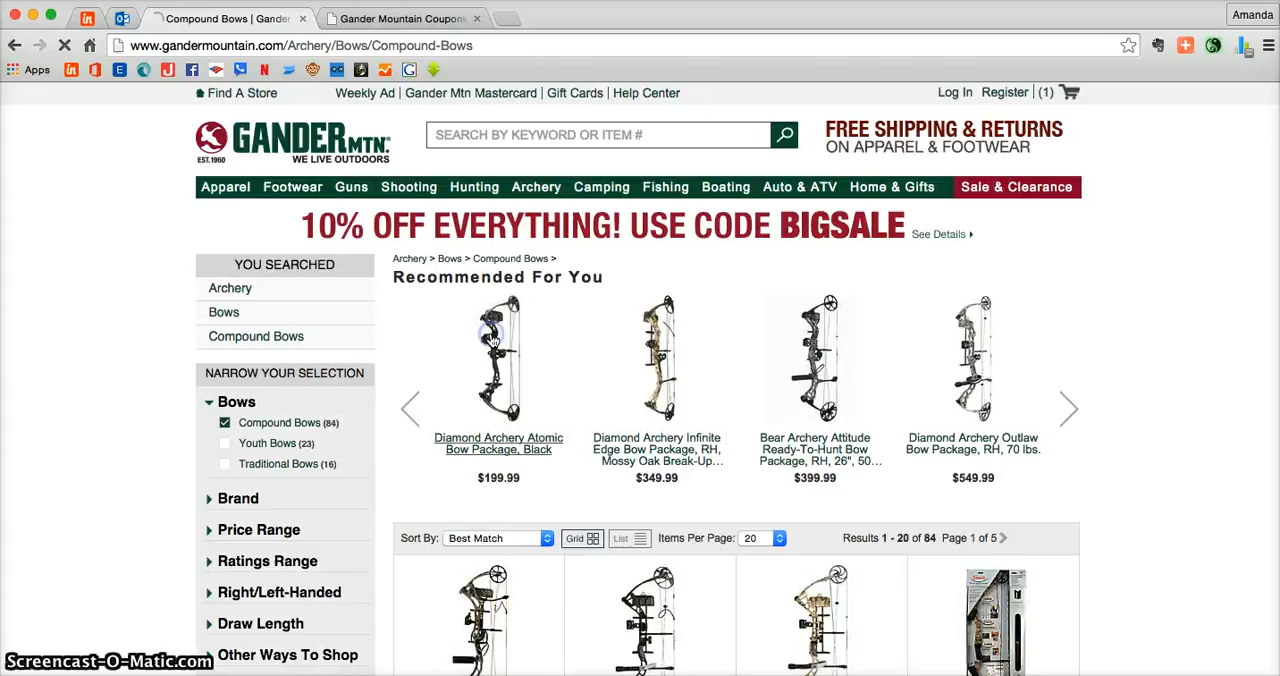 Compound Bows | Gander
Gander Mountain Coupons,
Amanda
www.gandermountain.com/Archery/Bows/Compound-Bows
Apps
Find A Store
Weekly Ad | Gander Mtn Mastercard | Gift Cards | Help Center
Log In Register | (1)
GANDER MTN.
EST. 1960 WE LIVE OUTDOORS
SEARCH BY KEYWORD OR ITEM #
FREE SHIPPING & RETURNS
ON APPAREL & FOOTWEAR
Apparel Footwear Guns Shooting Hunting Archery Camping Fishing Boating Auto & ATV Home & Gifts Sale & Clearance
10% OFF EVERYTHING! USE CODE BIGSALE See Details
YOU SEARCHED
Archery
Bows
Compound Bows
NARROW YOUR SELECTION
Bows
Compound Bows (84)
Youth Bows (23)
Traditional Bows (16)
Brand
Price Range
Ratings Range
Right/Left-Handed
Draw Length
Other Ways To Shop
Archery > Bows > Compound Bows >
Recommended For You
Diamond Archery Atomic
Bow Package, Black
$199.99
Diamond Archery Infinite
Edge Bow Package, RH,
Mossy Oak Break-Up...
$349.99
Bear Archery Attitude
Ready-To-Hunt Bow
Package, RH, 26", 50...
$399.99
Diamond Archery Outlaw
Bow Package, RH, 70 lbs.
$549.99
Sort By: Best Match Grid List Items Per Page: 20 Results 1 - 20 of 84 Page 1 of 5
Screencast-O-Matic.com